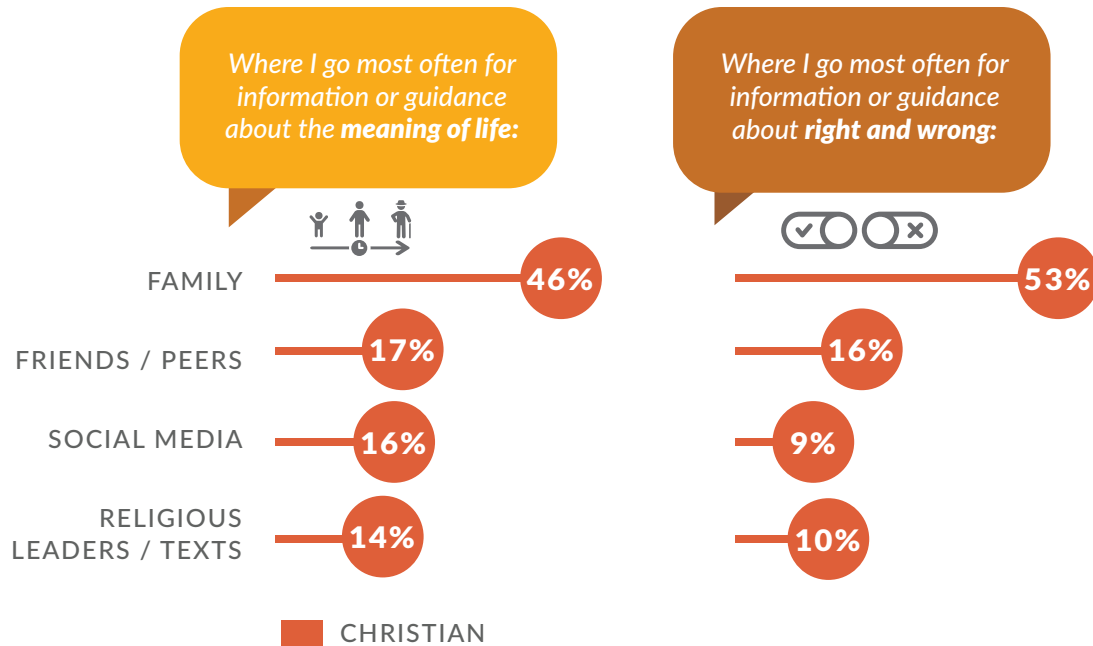 Where I go most often for
information or guidance
about the meaning of life:
Where I go most often for
information or guidance
about right and wrong:
FAMILY
46%
53%
FRIENDS / PEERS
17%
16%
SOCIAL MEDIA
16%
9%
RELIGIOUS
LEADERS / TEXTS
14%
10%
CHRISTIAN